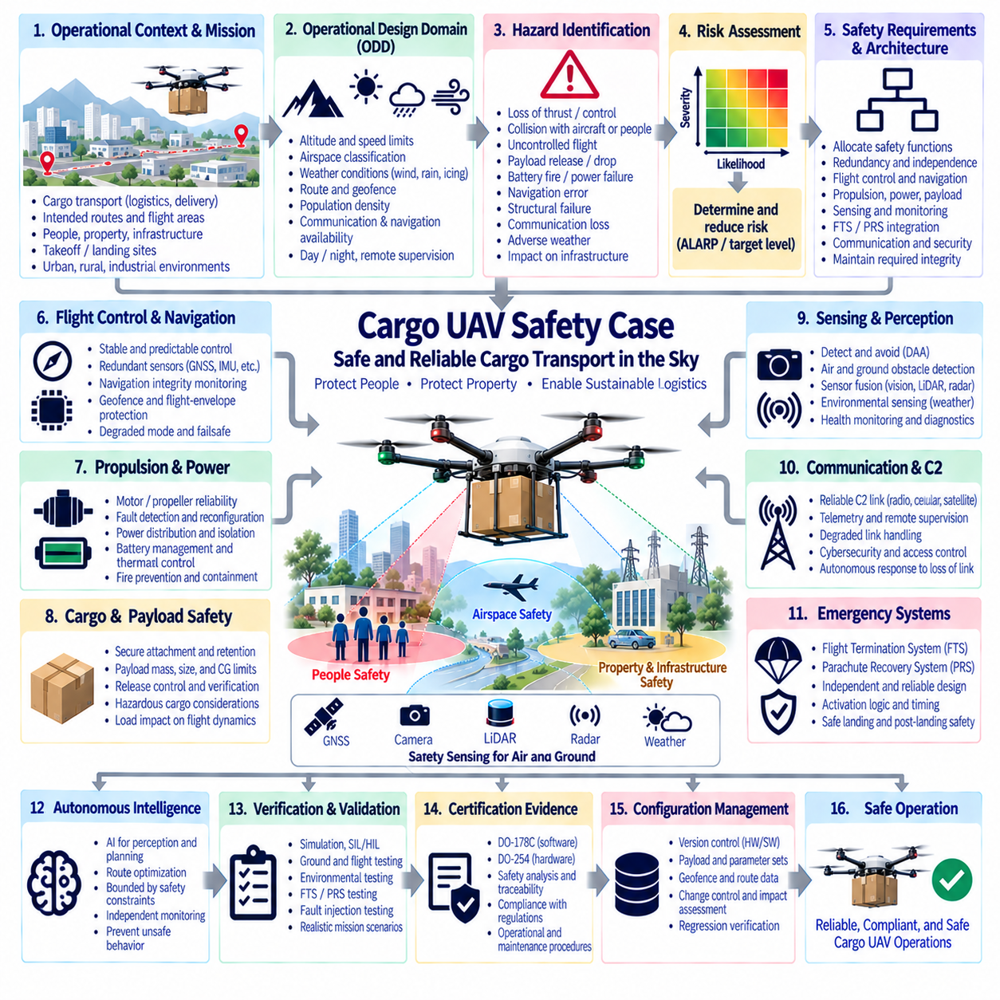 1. Operational Context & Mission
• Cargo transport (logistics, delivery)
• Intended routes and flight areas
• People, property, infrastructure
• Takeoff / landing sites
• Urban, rural, industrial environments
2. Operational Design Domain
(ODD)
• Altitude and speed limits
• Airspace classification
• Weather conditions (wind, rain, icing)
• Route and geofence
• Population density
• Communication & navigation
availability
• Day / night, remote supervision
3. Hazard Identification
• Loss of thrust / control
• Collision with aircraft or people
• Uncontrolled flight
• Payload release / drop
• Battery fire / power failure
• Navigation error
• Structural failure
• Communication loss
• Adverse weather
• Impact on infrastructure
4. Risk Assessment
Severity
Likelihood
Determine and
reduce risk
(ALARP / target level)
5. Safety Requirements
& Architecture
• Allocate safety functions
• Redundancy and independence
• Flight control and navigation
• Propulsion, power, payload
• Sensing and monitoring
• FTS / PRS integration
• Communication and security
• Maintain required integrity
Cargo UAV Safety Case
Safe and Reliable Cargo Transport in the Sky
Protect People • Protect Property • Enable Sustainable Logistics
6. Flight Control & Navigation
• Stable and predictable control
• Redundant sensors (GNSS, IMU, etc.)
• Navigation integrity monitoring
• Geofence and flight-envelope
protection
• Degraded mode and failsafe
7. Propulsion & Power
• Motor / propeller reliability
• Fault detection and reconfiguration
• Power distribution and isolation
• Battery management and
thermal control
• Fire prevention and containment
8. Cargo & Payload Safety
• Secure attachment and retention
• Payload mass, size, and CG limits
• Release control and verification
• Hazardous cargo considerations
• Load impact on flight dynamics
Airspace Safety
People Safety
Property & Infrastructure
Safety
GNSS
Camera
LiDAR
Radar
Weather
Safety Sensing for Air and Ground
9. Sensing & Perception
• Detect and avoid (DAA)
• Air and ground obstacle detection
• Sensor fusion (vision, LiDAR, radar)
• Environmental sensing (weather)
• Health monitoring and diagnostics
10. Communication & C2
• Reliable C2 link (radio, cellular, satellite)
• Telemetry and remote supervision
• Degraded link handling
• Cybersecurity and access control
• Autonomous response to loss of link
11. Emergency Systems
• Flight Termination System (FTS)
• Parachute Recovery System (PRS)
• Independent and reliable design
• Activation logic and timing
• Safe landing and post-landing safety
12 Autonomous Intelligence
• AI for perception and
planning
• Route optimization
• Bounded by safety
constraints
• Independent monitoring
• Prevent unsafe
behavior
13. Verification & Validation
• Simulation, SIL/HIL
• Ground and flight testing
• Environmental testing
• FTS / PRS testing
• Fault injection testing
• Realistic mission scenarios
14. Certification Evidence
• DO-178C (software)
• DO-254 (hardware)
• Safety analysis and
traceability
• Compliance with
regulations
• Operational and
maintenance procedures
15. Configuration Management
• Version control (HW/SW)
• Payload and parameter sets
• Geofence and route data
• Change control and impact
assessment
• Regression verification
16. Safe Operation
Reliable, Compliant, and Safe
Cargo UAV Operations